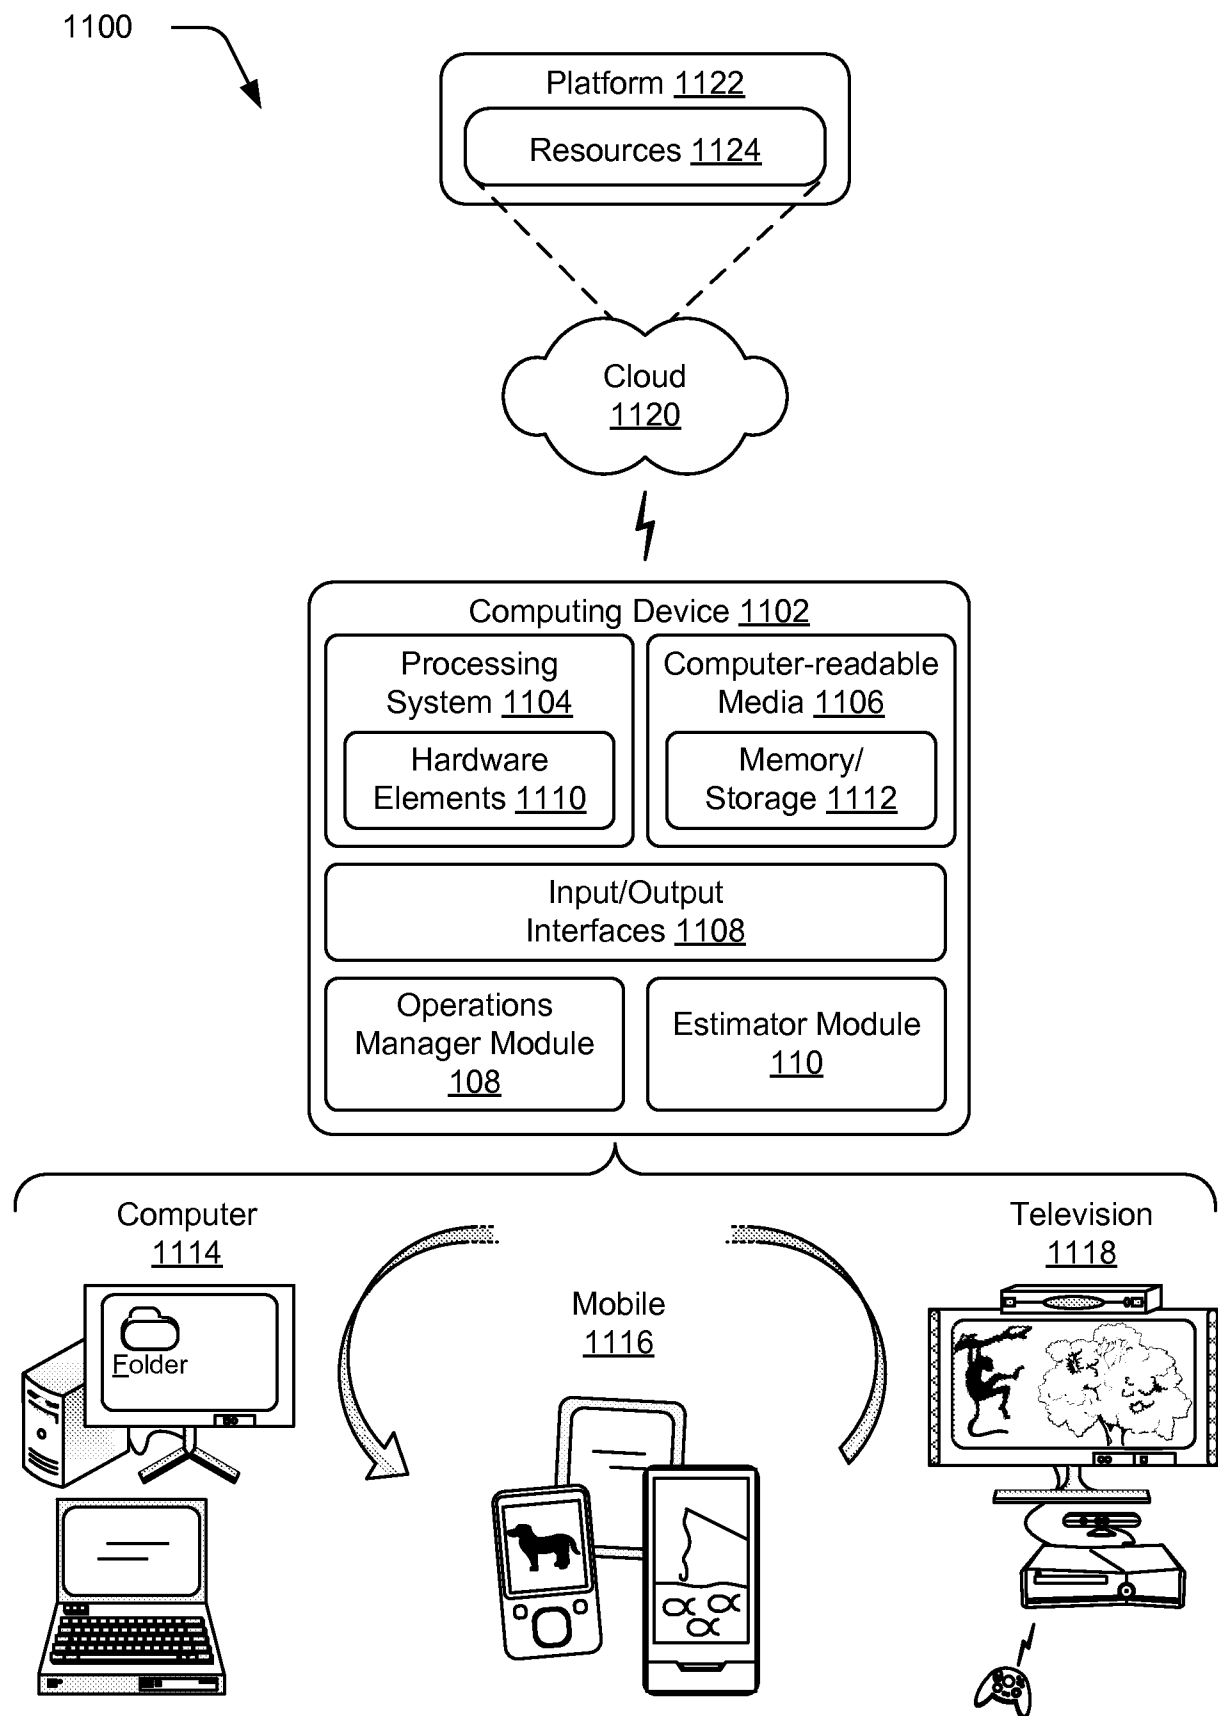 1100
Platform 1122
Resources 1124
Cloud
1120
Computing Device 1102
Processing
System 1104
Hardware
Elements 1110
Computer-readable
Media 1106
Memory/
Storage 1112
Input/Output
Interfaces 1108
Operations
Manager Module
108
Estimator Module
110
Computer
1114
Folder
Mobile
1116
Television
1118